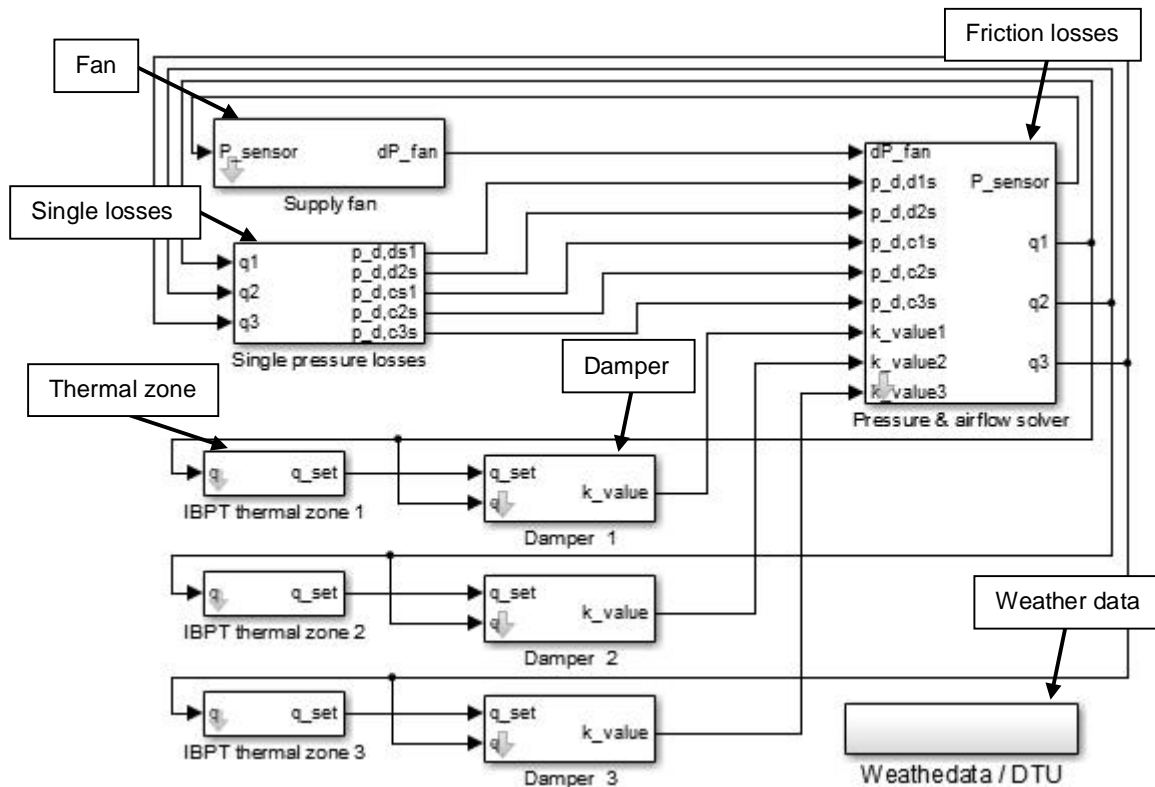 Fan
Friction losses
P_sensor
dP_fan
Supply fan
Single losses
q1
q2
q3
p_d,ds1
p_d,d2s
p_d,cs1
p_d,c2s
p_d,c3s
Single pressure losses
dP_fan
p_d,d1s
p_d,d2s
p_d,c1s
p_d,c2s
p_d,c3s
k_value1
k_value2
k_value3
P_sensor
q1
q2
q3
Pressure & airflow solver
Thermal zone
Damper
q
q_set
IBPT thermal zone 1
q_set
q
k_value
Damper 1
q
q_set
IBPT thermal zone 2
q_set
q
k_value
Damper 2
Weather data
q
q_set
IBPT thermal zone 3
q_set
q
k_value
Damper 3
Weathedata / DTU